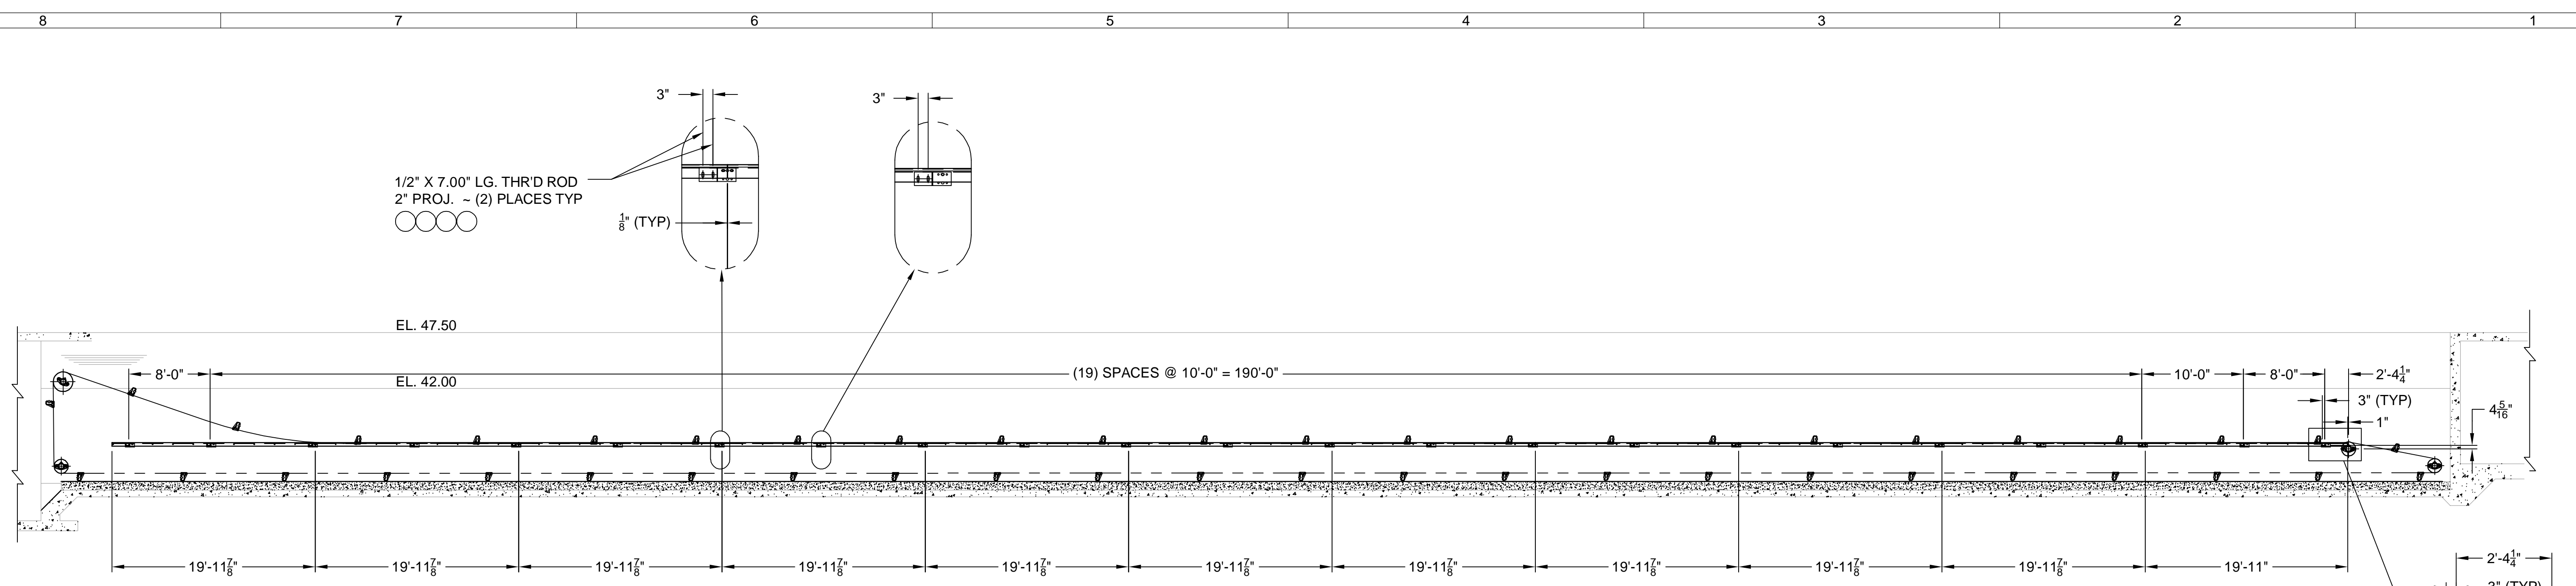 8 7 6 5 4 3 2 1
3" 3"
1/2" X 7.00" LG. THR'D ROD
2" PROJ. ~ (2) PLACES TYP
1/8" (TYP)
EL. 47.50
8'-0" EL. 42.00 (19) SPACES @ 10'-0" = 190'-0" 10'-0" 8'-0" 2'-4 1/4"
3" (TYP)
4 5/16"
1"
19'-11 7/8" 19'-11 7/8" 19'-11 7/8" 19'-11 7/8" 19'-11 7/8" 19'-11 7/8" 19'-11 7/8" 19'-11 7/8" 19'-11 7/8" 19'-11 7/8" 19'-11"
2'-4 1/4"
3" (TYP)